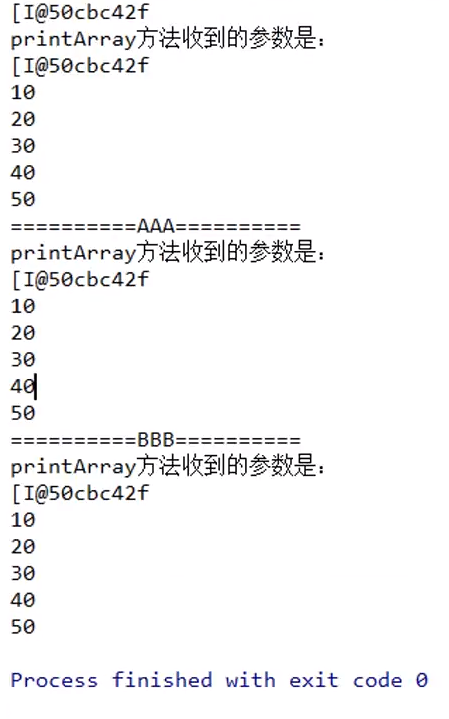 [I@50cbc42f
printArray方法收到的参数是：
[I@50cbc42f
10
20
30
40
50
==========AAA==========
printArray方法收到的参数是：
[I@50cbc42f
10
20
30
40
50
==========BBB==========
printArray方法收到的参数是：
[I@50cbc42f
10
20
30
40
50
Process finished with exit code 0